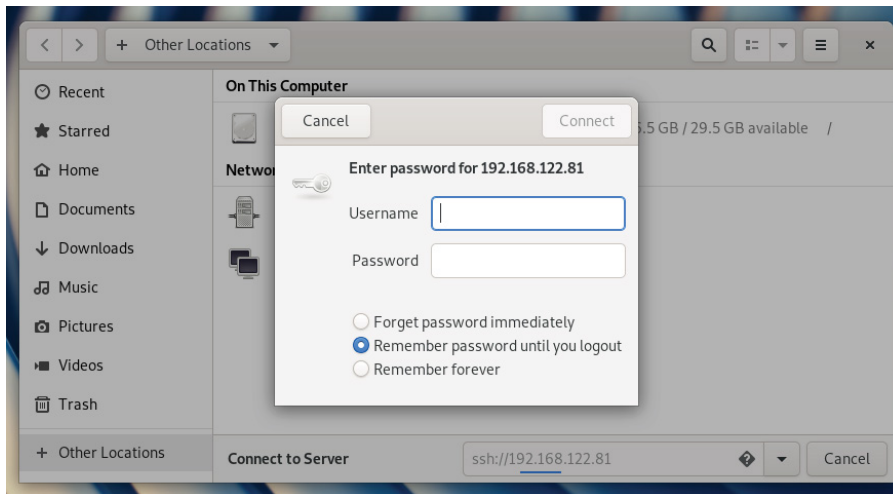 Other Locations
Recent
Starred
Home
Documents
Downloads
Music
Pictures
Videos
Trash
Other Locations
On This Computer
.5 GB / 29.5 GB available /
Networ
Cancel
Connect
Enter password for 192.168.122.81
Username
Password
Forget password immediately
Remember password until you logout
Remember forever
Connect to Server
ssh://192.168.122.81
Cancel